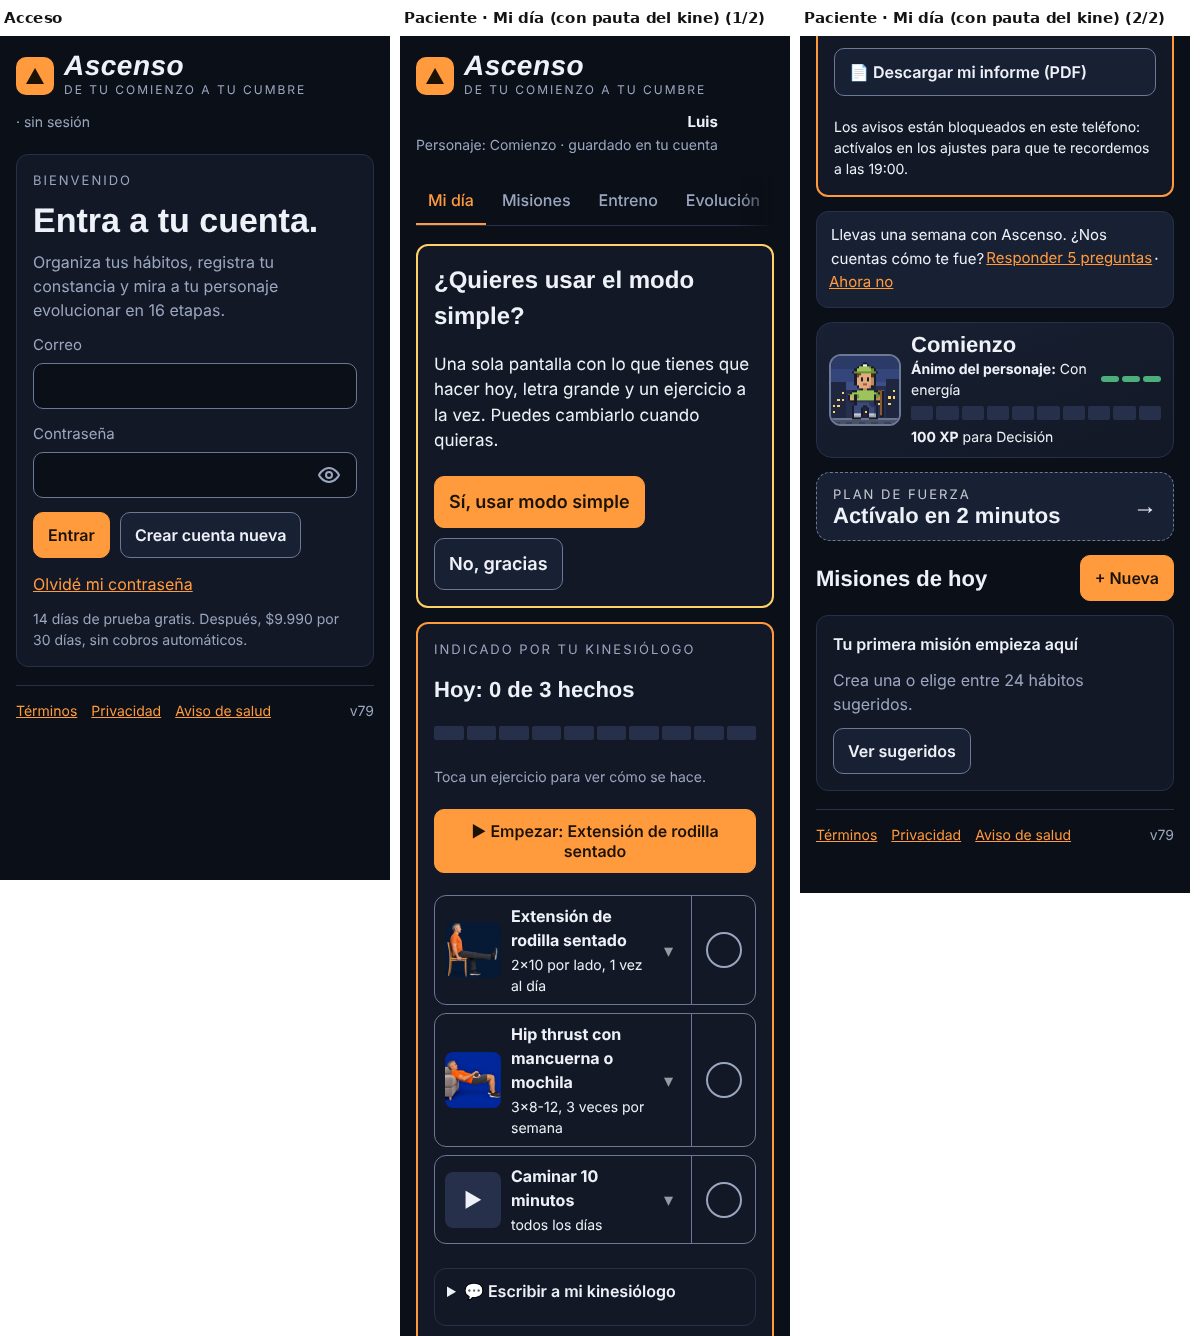 Acceso
Ascenso
DE TU COMIENZO A TU CUMBRE
· sin sesión
BIENVENIDO
Entra a tu cuenta.
Organiza tus hábitos, registra tu
constancia y mira a tu personaje
evolucionar en 16 etapas.
Correo
Contraseña
Entrar
Crear cuenta nueva
Olvidé mi contraseña
14 días de prueba gratis. Después, $9.990 por
30 días, sin cobros automáticos.
Términos Privacidad Aviso de salud v79
Paciente · Mi día (con pauta del kine) (1/2)
Ascenso
DE TU COMIENZO A TU CUMBRE
Luis
Personaje: Comienzo · guardado en tu cuenta
Mi día Misiones Entreno Evolución
¿Quieres usar el modo
simple?
Una sola pantalla con lo que tienes que
hacer hoy, letra grande y un ejercicio a
la vez. Puedes cambiarlo cuando
quieras.
Sí, usar modo simple
No, gracias
INDICADO POR TU KINESIÓLOGO
Hoy: 0 de 3 hechos
Toca un ejercicio para ver cómo se hace.
▶ Empezar: Extensión de rodilla
sentado
Extensión de
rodilla sentado
2×10 por lado, 1 vez
al día
Hip thrust con
mancuerna o
mochila
3×8-12, 3 veces por
semana
Caminar 10
minutos
todos los días
▶ 💬 Escribir a mi kinesiólogo
Paciente · Mi día (con pauta del kine) (2/2)
📄 Descargar mi informe (PDF)
Los avisos están bloqueados en este teléfono:
actívalos en los ajustes para que te recordemos
a las 19:00.
Llevas una semana con Ascenso. ¿Nos
cuentas cómo te fue? Responder 5 preguntas ·
Ahora no
Comienzo
Ánimo del personaje: Con
energía
100 XP para Decisión
PLAN DE FUERZA
Actívalo en 2 minutos →
Misiones de hoy
+ Nueva
Tu primera misión empieza aquí
Crea una o elige entre 24 hábitos
sugeridos.
Ver sugeridos
Términos Privacidad Aviso de salud v79